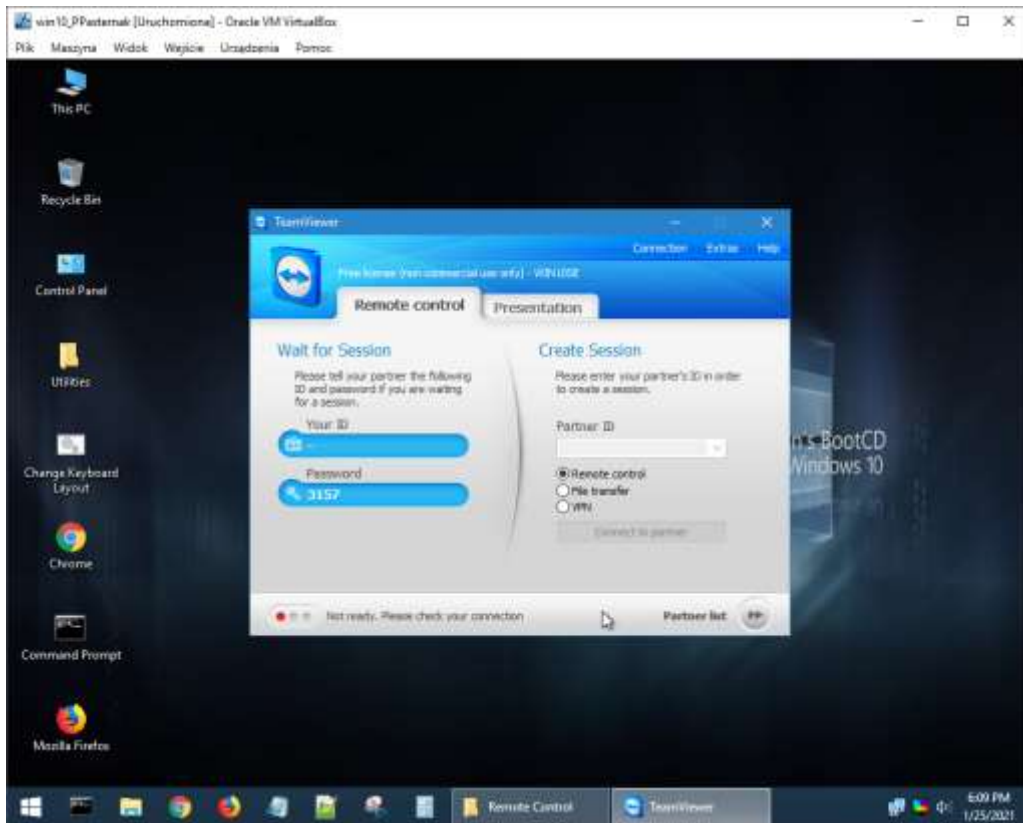 win10_PPasternak [Uruchomiona] - Oracle VM VirtualBox
Plik Maszyna Widok Wejście Urządzenia Pomoc
This PC
Recycle Bin
Control Panel
Utilities
Change Keyboard
Layout
Chrome
Command Prompt
Mozilla Firefox
TeamViewer
Connection Extras Help
Free license (non-commercial use only) - WIN10SE
Remote control
Presentation
Wait for Session
Please tell your partner the following
ID and password if you are waiting
for a session.
Your ID
-
Password
3157
Create Session
Please enter your partner's ID in order
to create a session.
Partner ID
Remote control
File transfer
VPN
Connect to partner
Not ready. Please check your connection
Partner list
n's BootCD
Windows 10
Remote Control
TeamViewer
6:09 PM
1/25/2021